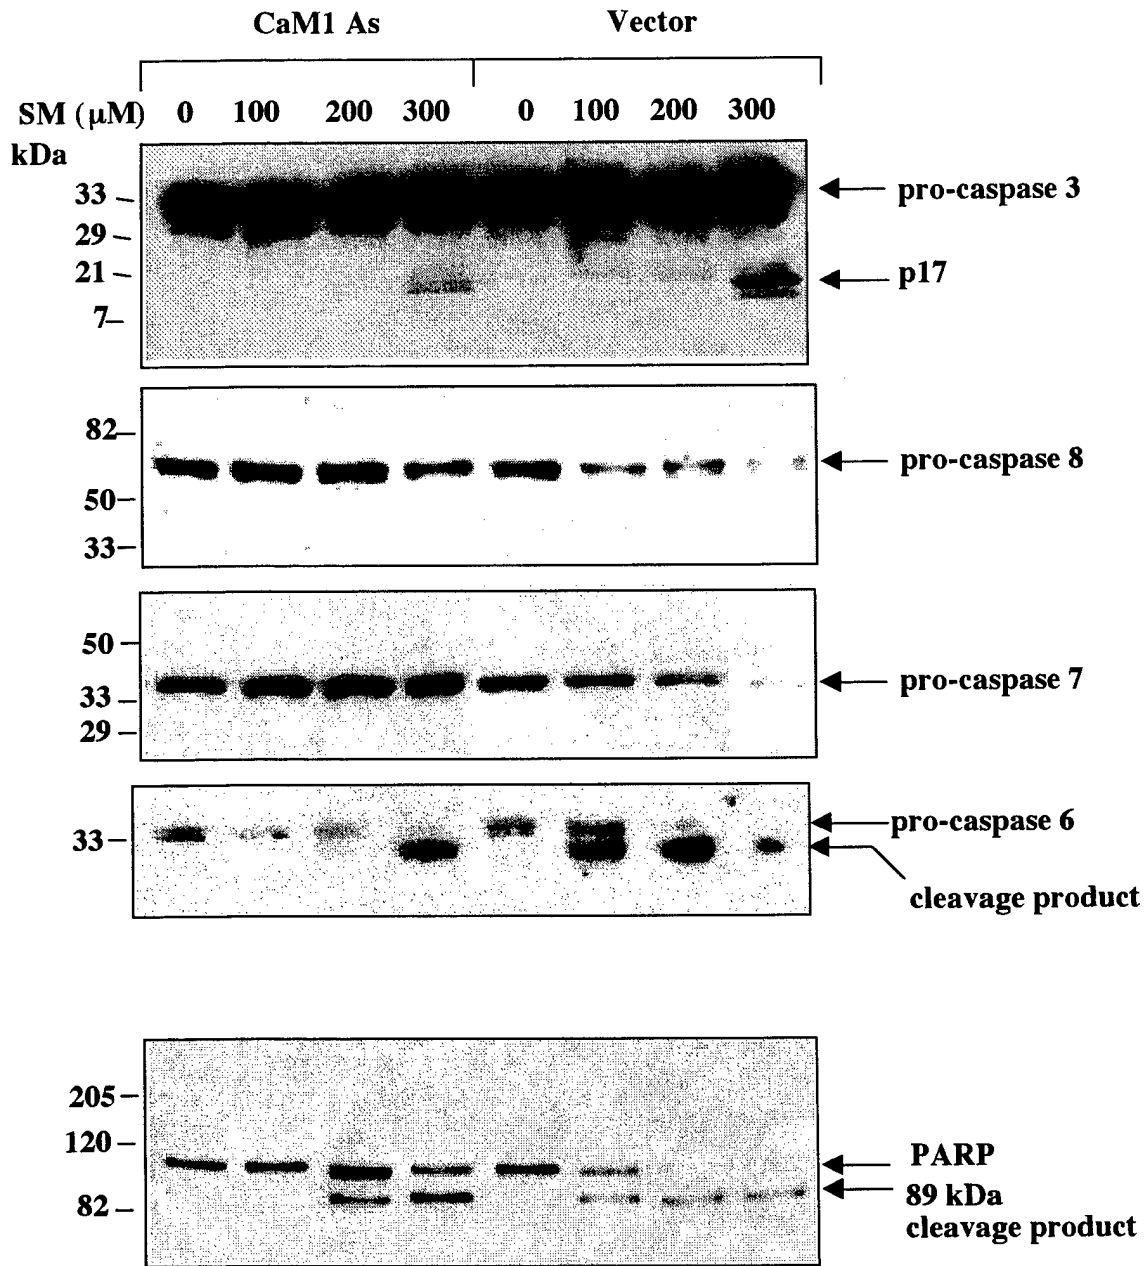 CaM1 As Vector
SM (μM) 0 100 200 300 0 100 200 300
kDa
33
29
21
7
pro-caspase 3
p17
82
50
33
pro-caspase 8
50
33
29
pro-caspase 7
33
pro-caspase 6
cleavage product
205
120
82
PARP
89 kDa
cleavage product